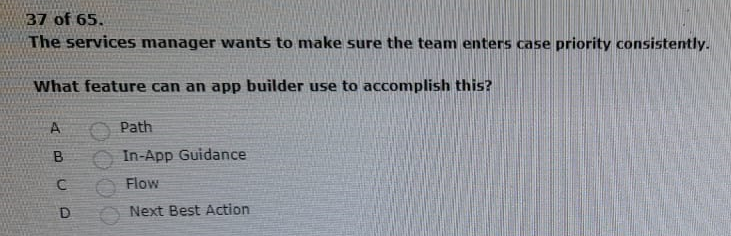 37 of 65.
The services manager wants to make sure the team enters case priority consistently.
What feature can an app builder use to accomplish this?
A Path
B In-App Guidance
C Flow
D Next Best Action